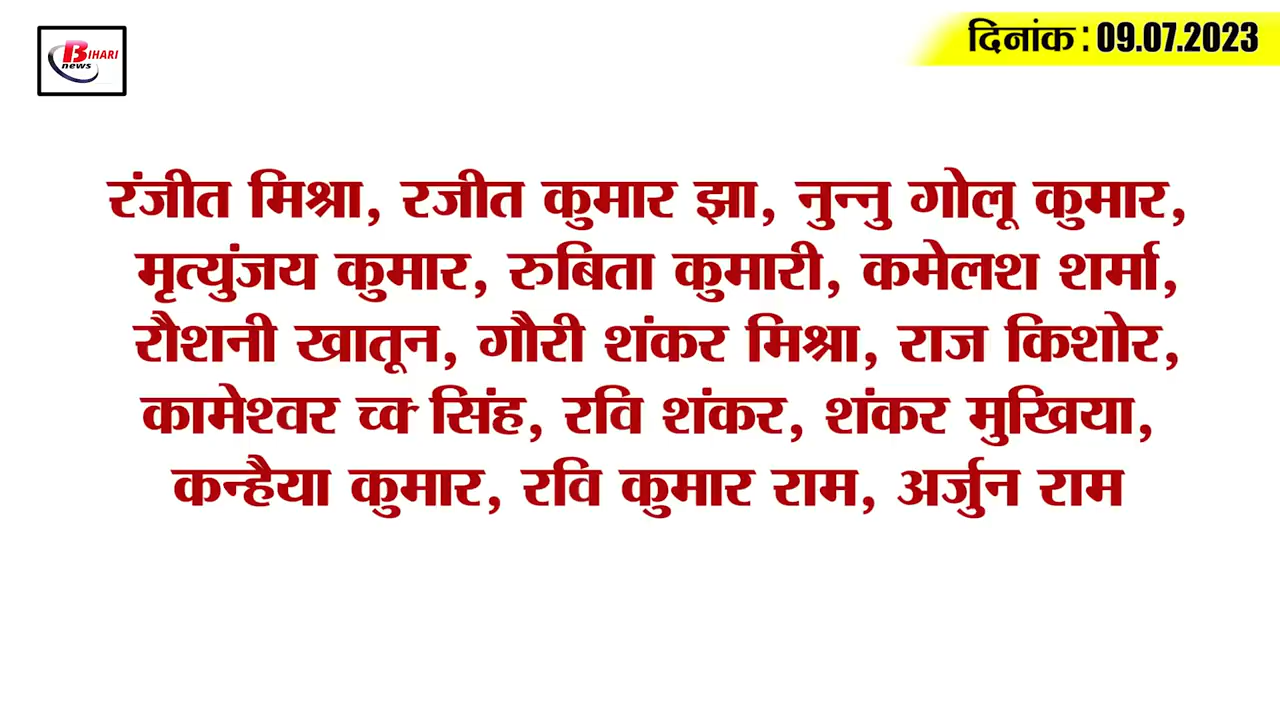 BIHARI
news
दिनांक : 09.07.2023
रंजीत मिश्रा, रजीत कुमार झा, नुन्नु गोलू कुमार,
मृत्युंजय कुमार, रुबिता कुमारी, कमेलश शर्मा,
रौशनी खातून, गौरी शंकर मिश्रा, राज किशोर,
कामेश्वर च्क सिंह, रवि शंकर, शंकर मुखिया,
कन्हैया कुमार, रवि कुमार राम, अर्जुन राम